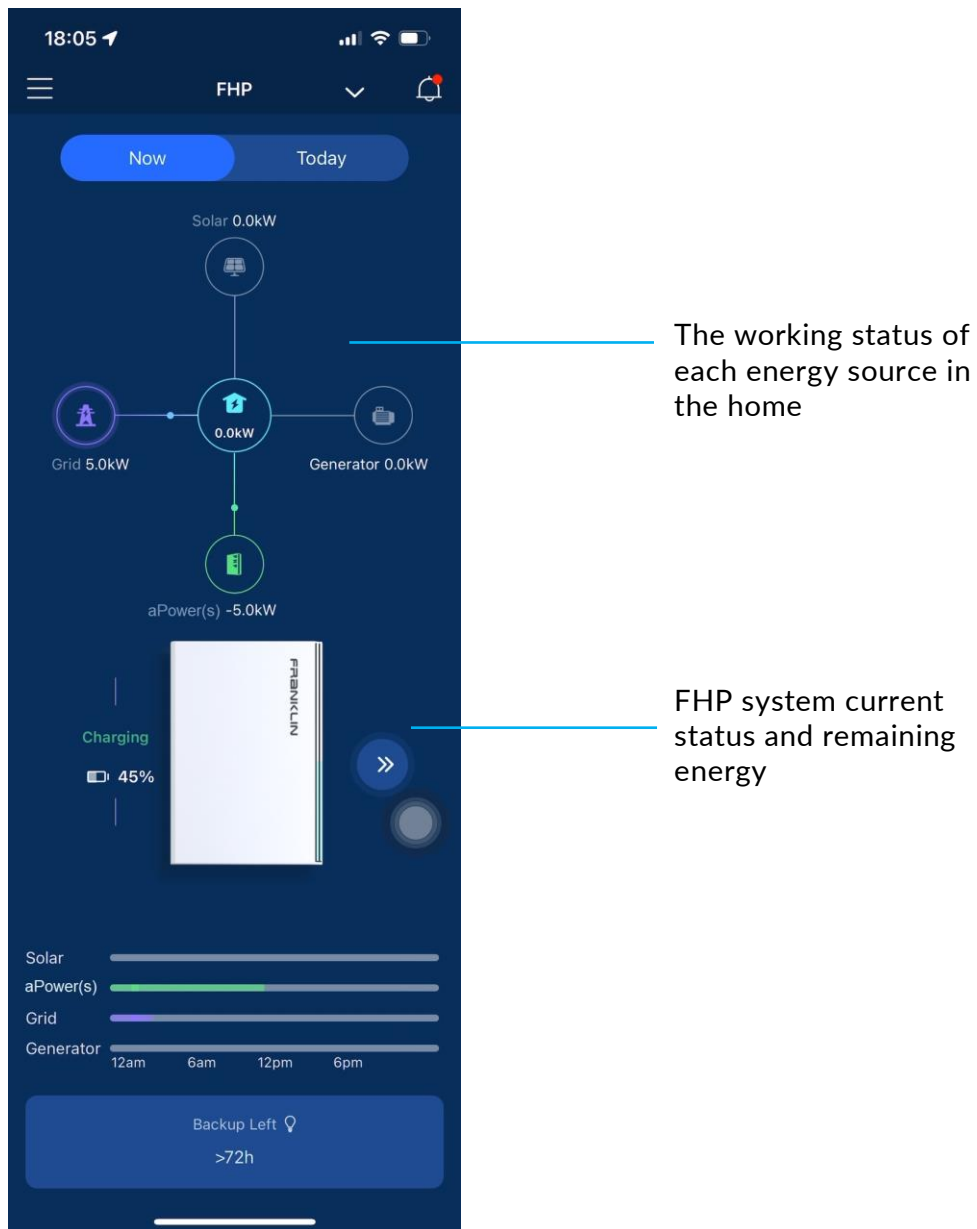 18:05
FHP
Now
Today
Solar 0.0kW
0.0kW
Grid 5.0kW
Generator 0.0kW
aPower(s) -5.0kW
FRANKLIN
Charging
45%
Solar
aPower(s)
Grid
Generator
12am 6am 12pm 6pm
Backup Left
>72h
The working status of
each energy source in
the home
FHP system current
status and remaining
energy